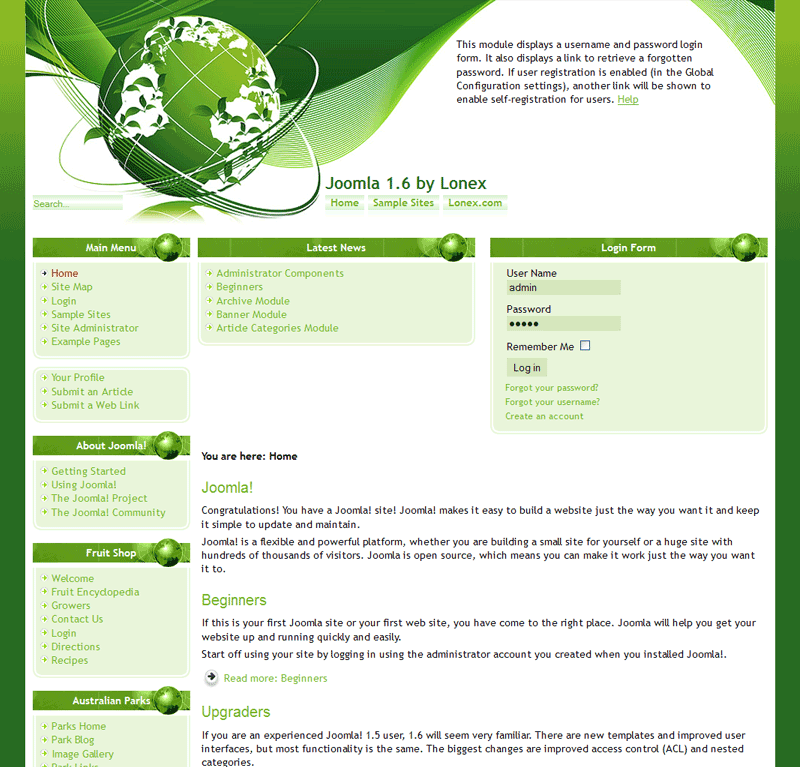 This module displays a username and password login
form. It also displays a link to retrieve a forgotten
password. If user registration is enabled (in the Global
Configuration settings), another link will be shown to
enable self-registration for users. Help
Joomla 1.6 by Lonex
Search...
Home
Sample Sites
Lonex.com
Main Menu
Home
Site Map
Login
Sample Sites
Site Administrator
Example Pages
Your Profile
Submit an Article
Submit a Web Link
About Joomla!
Getting Started
Using Joomla!
The Joomla! Project
The Joomla! Community
Fruit Shop
Welcome
Fruit Encyclopedia
Growers
Contact Us
Login
Directions
Recipes
Australian Parks
Parks Home
Park Blog
Image Gallery
Park Links
Latest News
Administrator Components
Beginners
Archive Module
Banner Module
Article Categories Module
Login Form
User Name
admin
Password
●●●●●
Remember Me
Log in
Forgot your password?
Forgot your username?
Create an account
You are here: Home
Joomla!
Congratulations! You have a Joomla! site! Joomla! makes it easy to build a website just the way you want it and keep
it simple to update and maintain.
Joomla! is a flexible and powerful platform, whether you are building a small site for yourself or a huge site with
hundreds of thousands of visitors. Joomla is open source, which means you can make it work just the way you want
it to.
Beginners
If this is your first Joomla site or your first web site, you have come to the right place. Joomla will help you get your
website up and running quickly and easily.
Start off using your site by logging in using the administrator account you created when you installed Joomla!.
Read more: Beginners
Upgraders
If you are an experienced Joomla! 1.5 user, 1.6 will seem very familiar. There are new templates and improved user
interfaces, but most functionality is the same. The biggest changes are improved access control (ACL) and nested
categories.